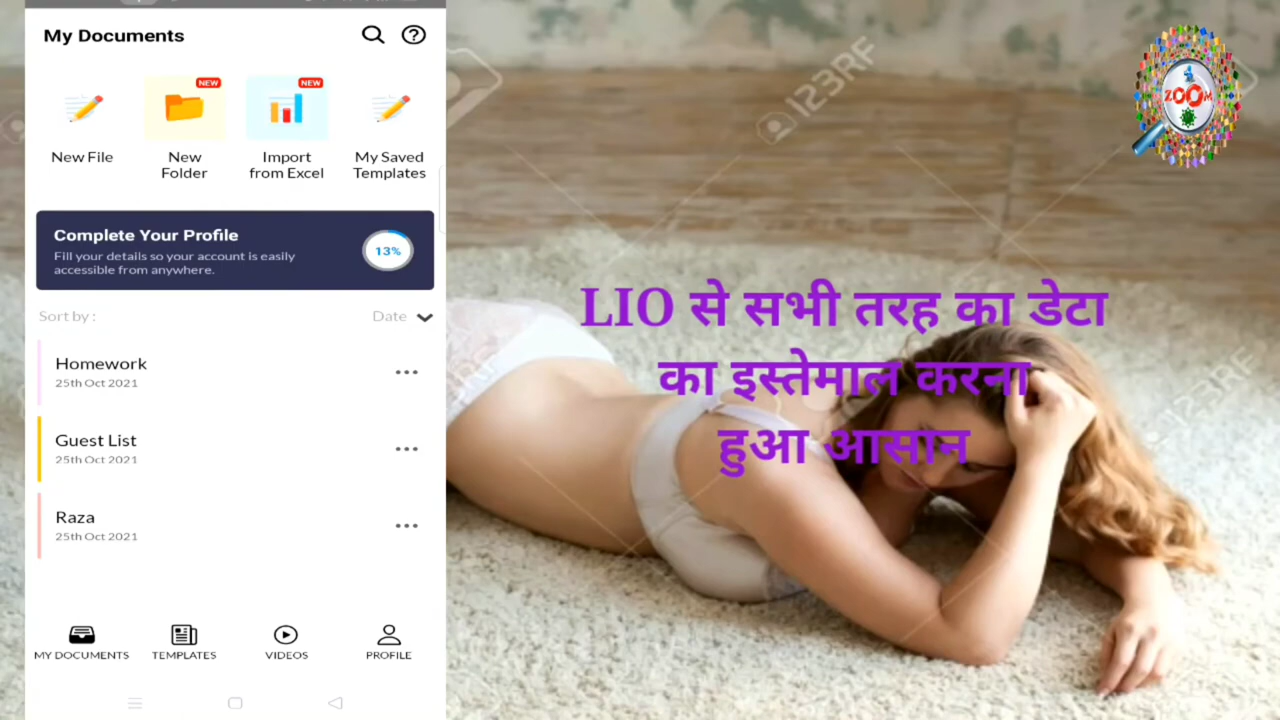 My Documents
NEW
NEW
New File
New
Folder
Import
from Excel
My Saved
Templates
Complete Your Profile
Fill your details so your account is easily
accessible from anywhere.
13%
Sort by :
Date
Homework
25th Oct 2021
Guest List
25th Oct 2021
Raza
25th Oct 2021
MY DOCUMENTS
TEMPLATES
VIDEOS
PROFILE
LIO से सभी तरह का डेटा
का इस्तेमाल करना
हुआ आसान
ZOOM
123RF
123RF